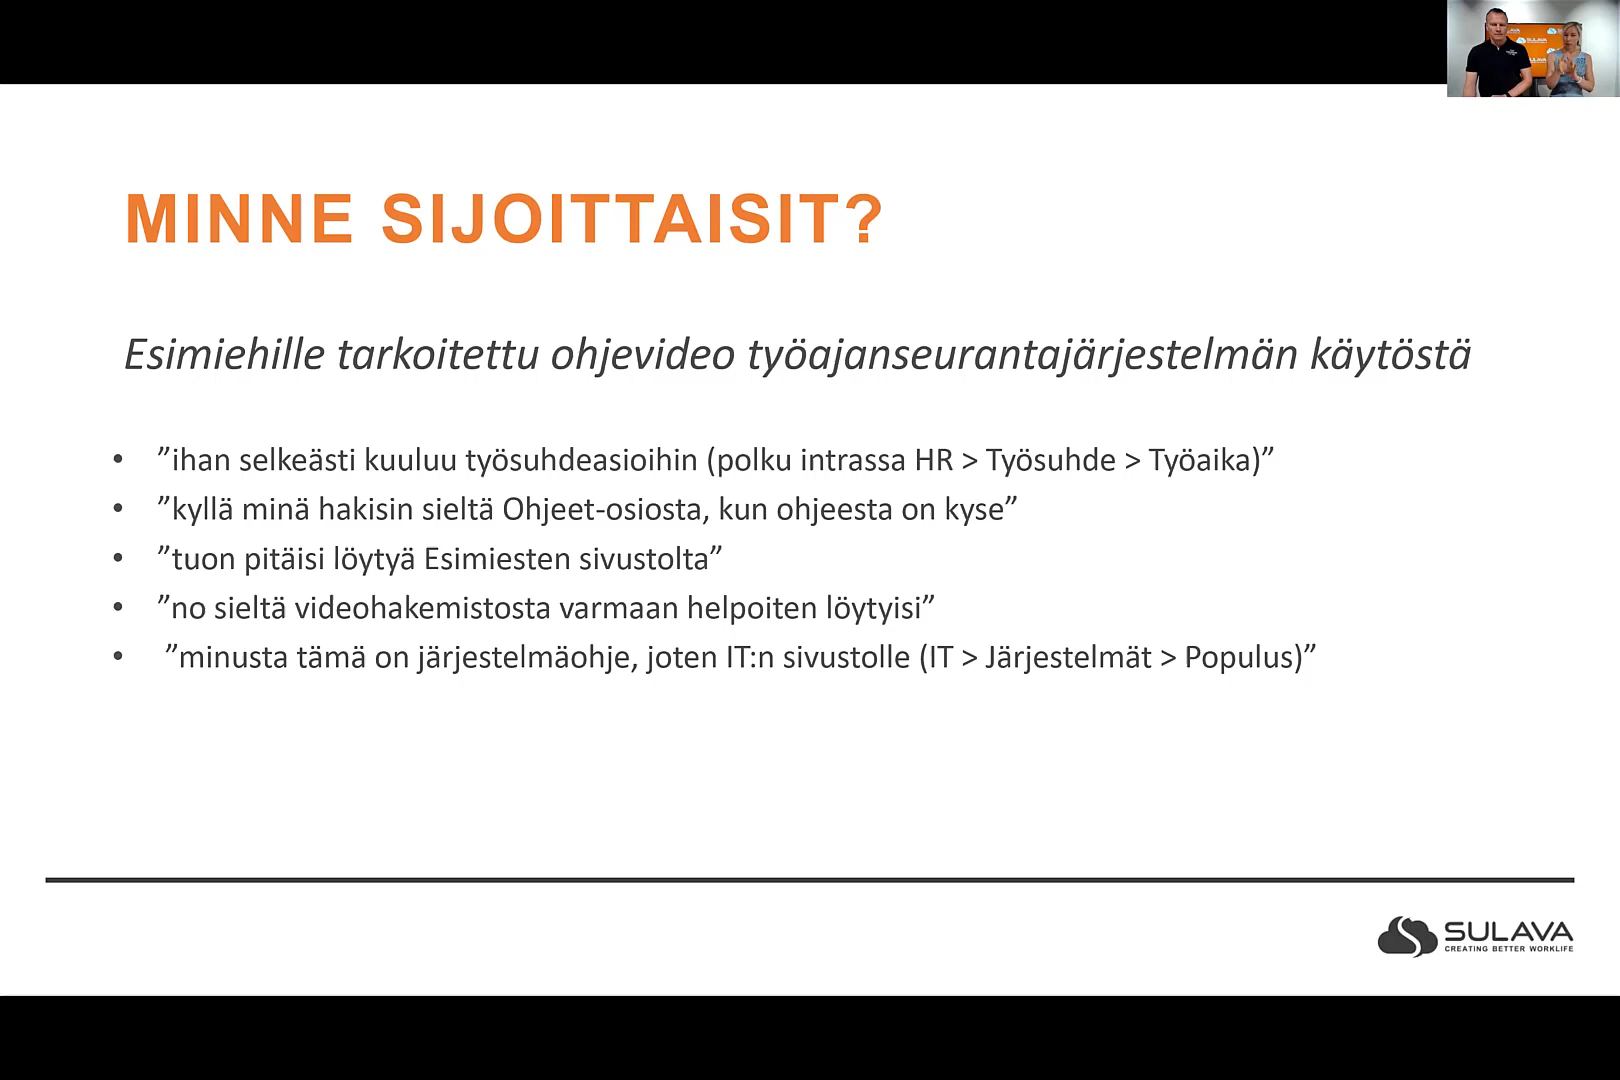 MINNE SIJOITTAISIT?
Esimiehille tarkoitettu ohjevideo työajanseurantajärjestelmän käytöstä
• ”ihan selkeästi kuuluu työsuhdeasioihin (polku intrassa HR > Työsuhde > Työaika)”
• ”kyllä minä hakisin sieltä Ohjeet-osiosta, kun ohjeesta on kyse”
• ”tuon pitäisi löytyä Esimiesten sivustolta”
• ”no sieltä videohakemistosta varmaan helpoiten löytyisi”
• ”minusta tämä on järjestelmäohje, joten IT:n sivustolle (IT > Järjestelmät > Populus)”
SULAVA
CREATING BETTER WORKLIFE